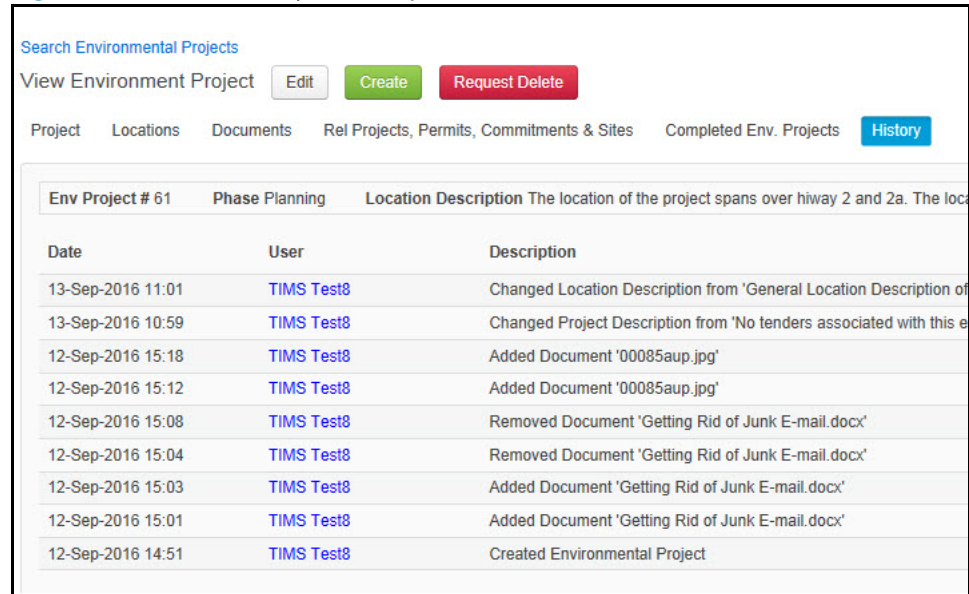 Search Environmental Projects
View Environment Project Edit Create Request Delete
Project Locations Documents Rel Projects, Permits, Commitments & Sites Completed Env. Projects History
Env Project # 61 Phase Planning Location Description The location of the project spans over hiway 2 and 2a. The loca
Date User Description
13-Sep-2016 11:01 TIMS Test8 Changed Location Description from 'General Location Description of
13-Sep-2016 10:59 TIMS Test8 Changed Project Description from 'No tenders associated with this e
12-Sep-2016 15:18 TIMS Test8 Added Document '00085aup.jpg'
12-Sep-2016 15:12 TIMS Test8 Added Document '00085aup.jpg'
12-Sep-2016 15:08 TIMS Test8 Removed Document 'Getting Rid of Junk E-mail.docx'
12-Sep-2016 15:04 TIMS Test8 Removed Document 'Getting Rid of Junk E-mail.docx'
12-Sep-2016 15:03 TIMS Test8 Added Document 'Getting Rid of Junk E-mail.docx'
12-Sep-2016 15:01 TIMS Test8 Added Document 'Getting Rid of Junk E-mail.docx'
12-Sep-2016 14:51 TIMS Test8 Created Environmental Project